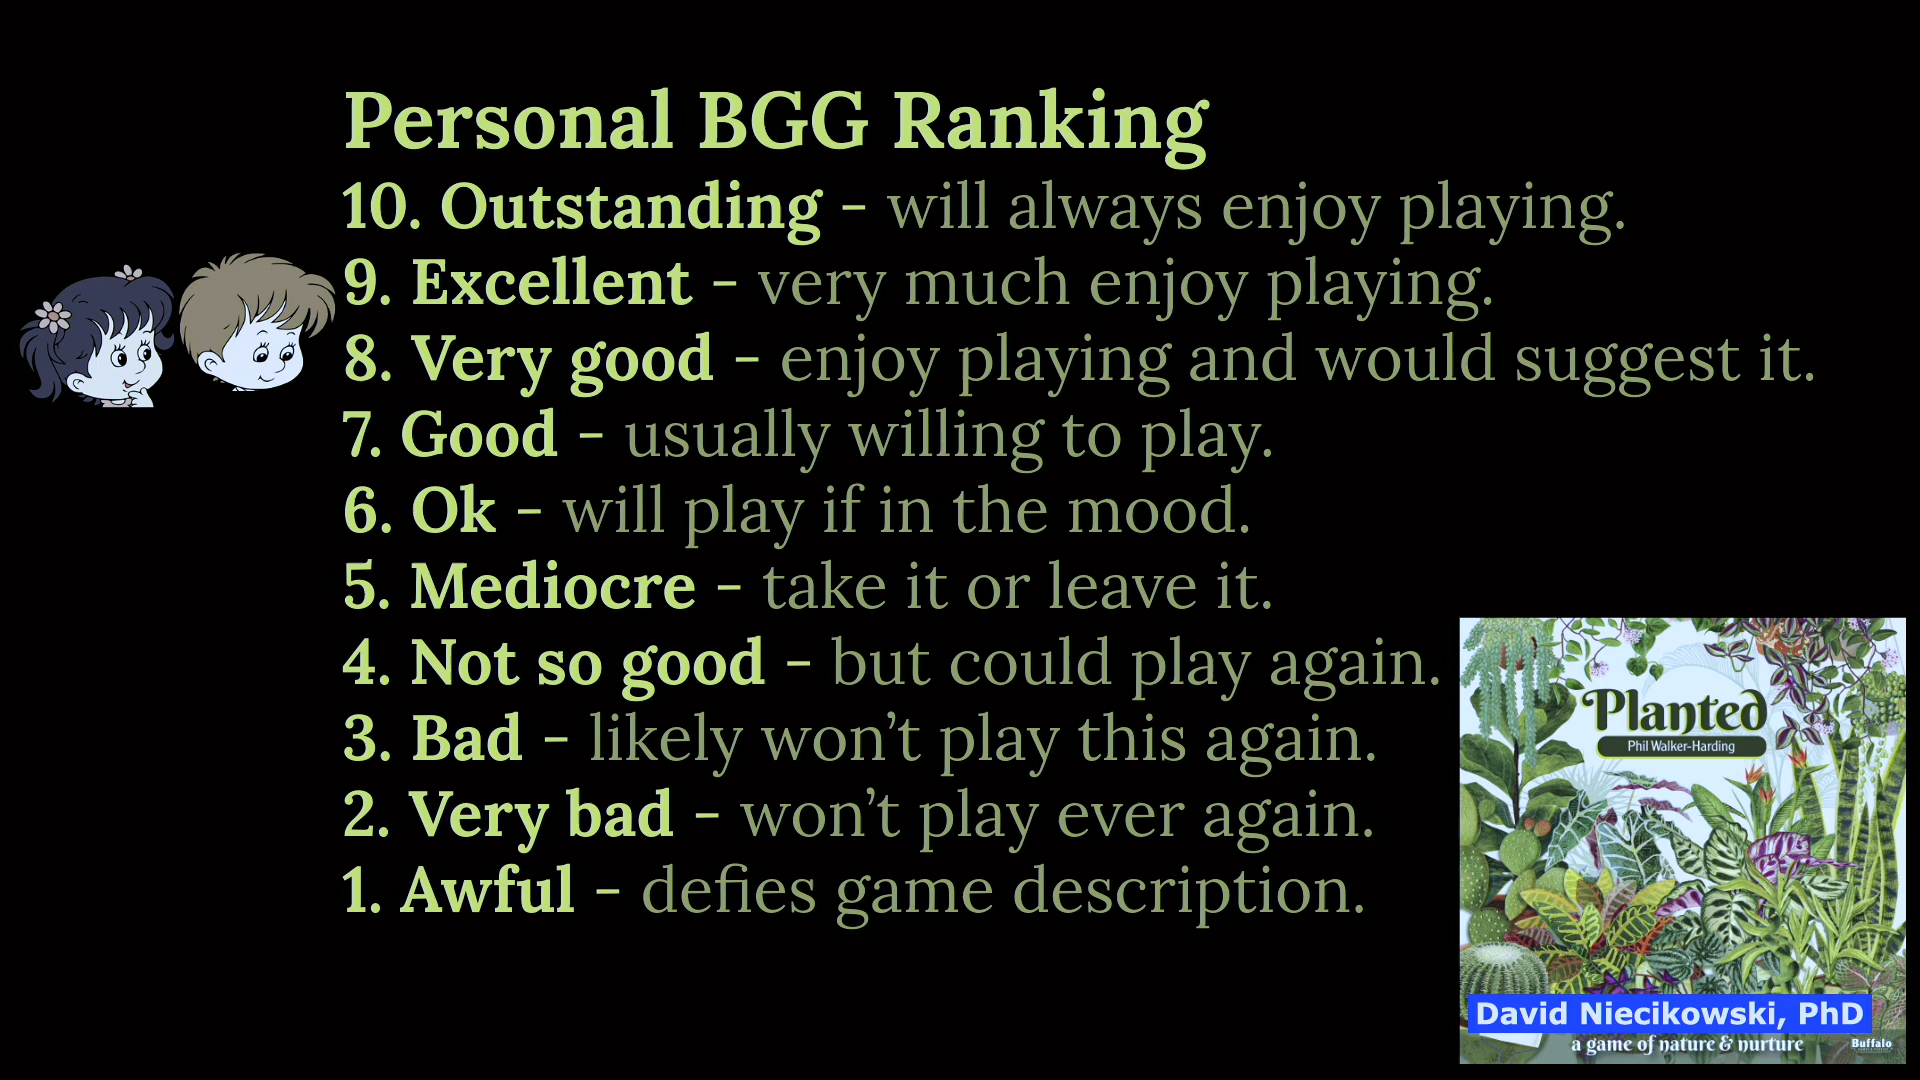 Personal BGG Ranking
10. Outstanding - will always enjoy playing.
9. Excellent - very much enjoy playing.
8. Very good - enjoy playing and would suggest it.
7. Good - usually willing to play.
6. Ok - will play if in the mood.
5. Mediocre - take it or leave it.
4. Not so good - but could play again.
3. Bad - likely won’t play this again.
2. Very bad - won’t play ever again.
1. Awful - defies game description.
Planted
Phil Walker-Harding
David Niecikowski, PhD
a game of nature & nurture
Buffalo